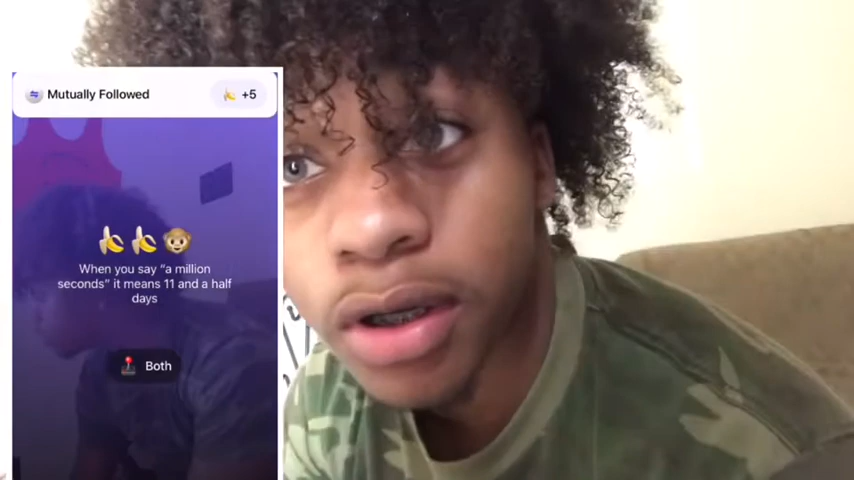 Mutually Followed
+5
When you say "a million
seconds" it means 11 and a half
days
Both